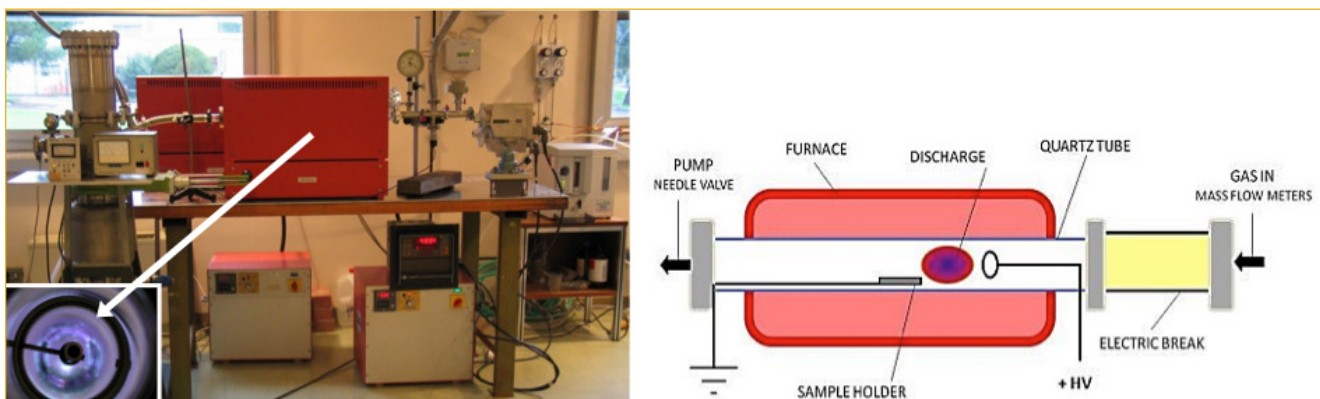 FURNACE
DISCHARGE
QUARTZ TUBE
PUMP
NEEDLE VALVE
GAS IN
MASS FLOW METERS
ELECTRIC BREAK
SAMPLE HOLDER
+ HV